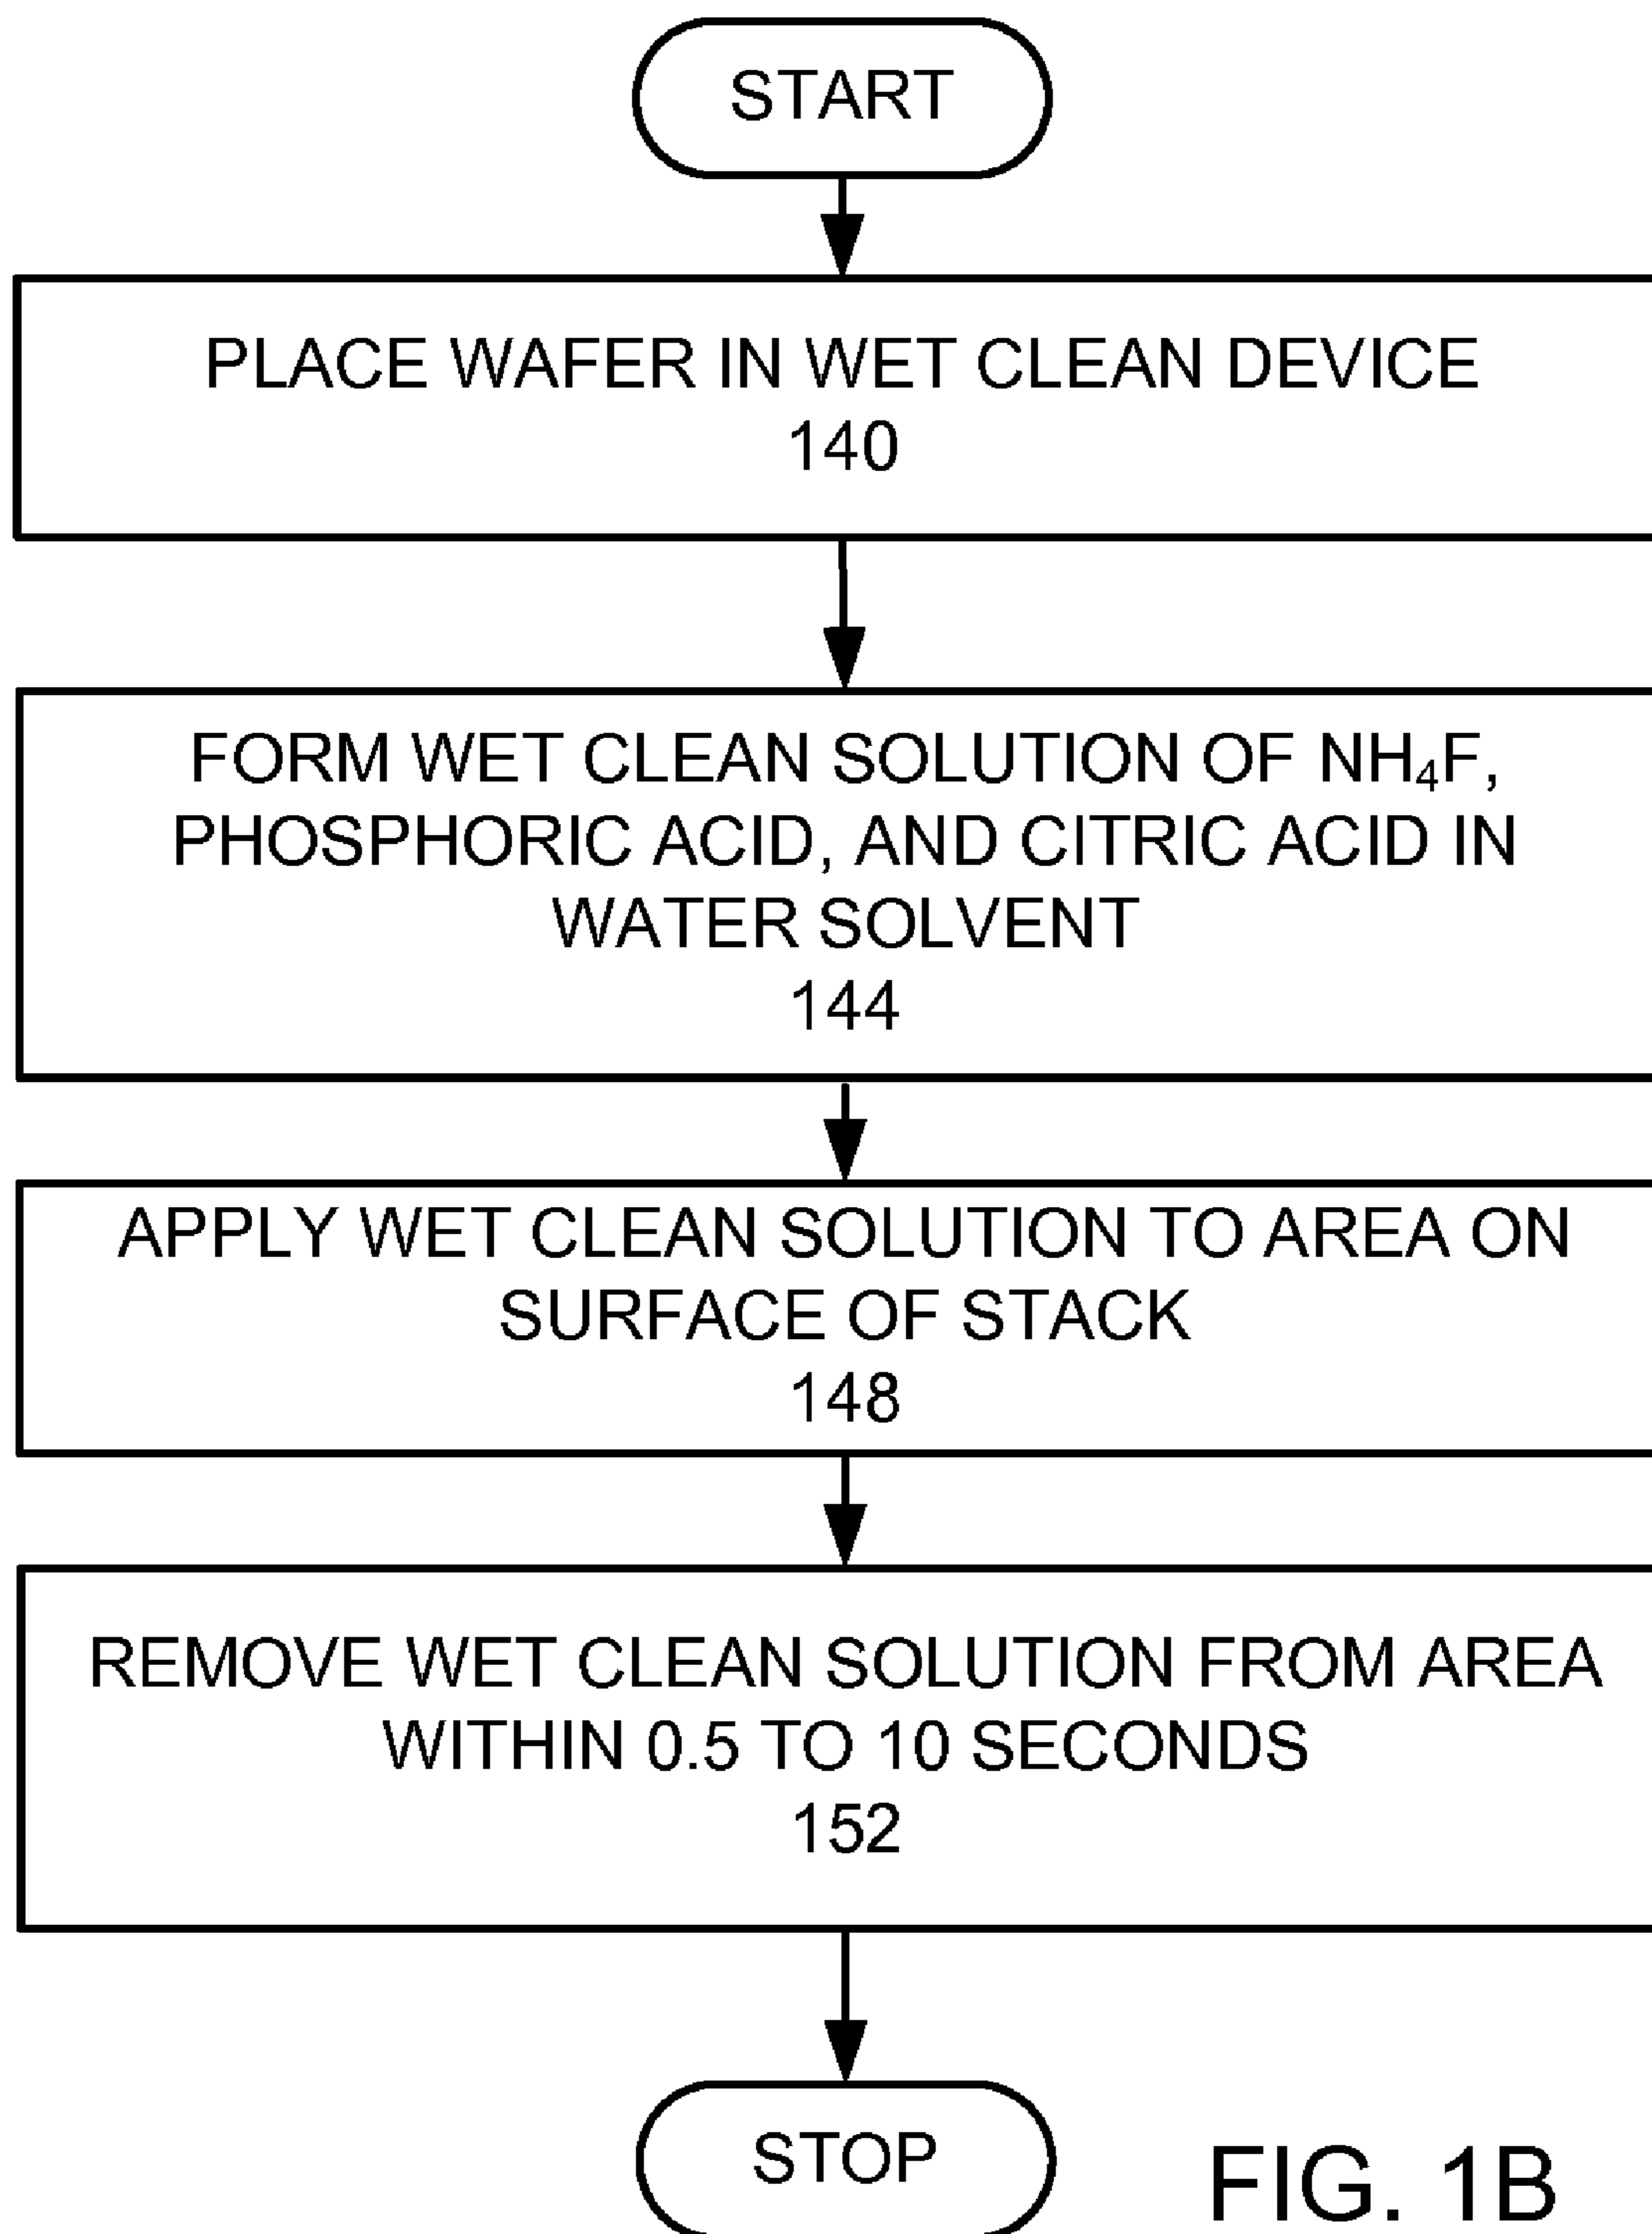 START
PLACE WAFER IN WET CLEAN DEVICE
140
FORM WET CLEAN SOLUTION OF NH₄F,
PHOSPHORIC ACID, AND CITRIC ACID IN
WATER SOLVENT
144
APPLY WET CLEAN SOLUTION TO AREA ON
SURFACE OF STACK
148
REMOVE WET CLEAN SOLUTION FROM AREA
WITHIN 0.5 TO 10 SECONDS
152
STOP
FIG. 1B